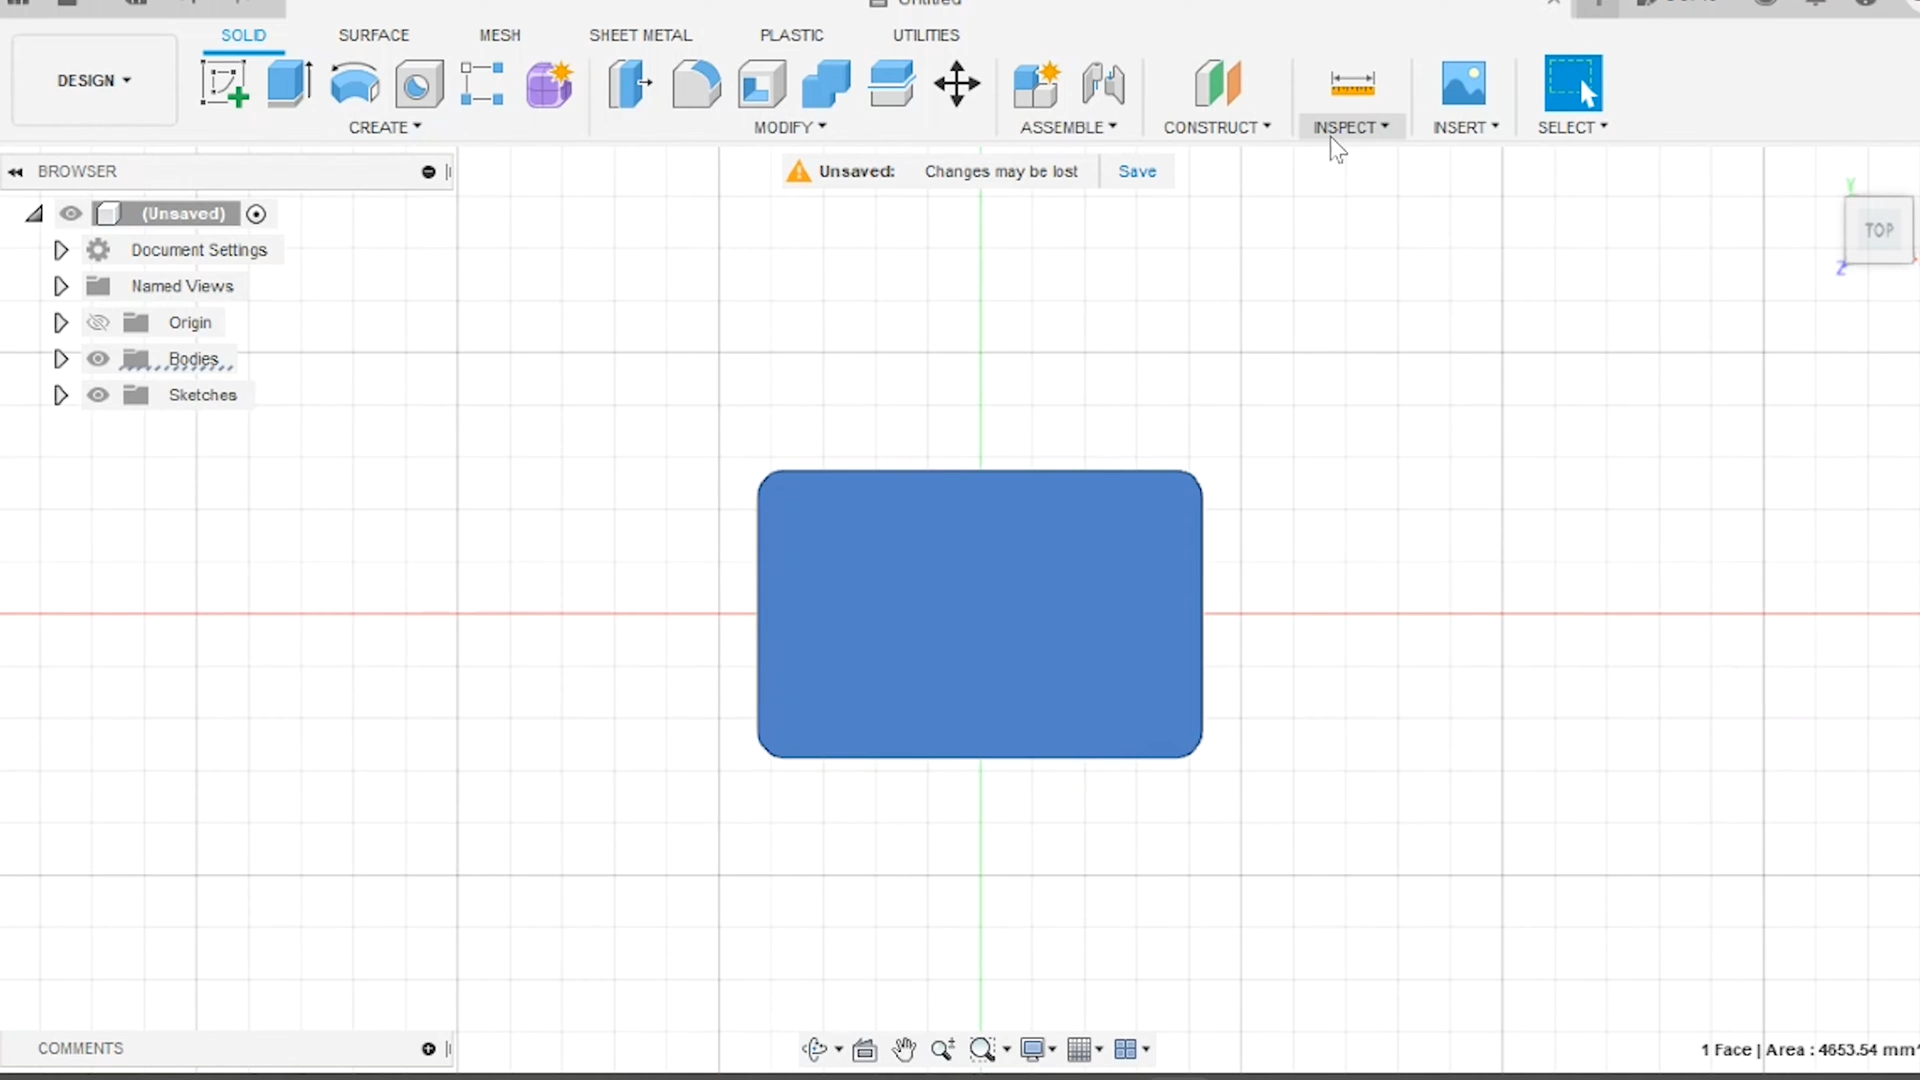 Untitled
SOLID SURFACE MESH SHEET METAL PLASTIC UTILITIES
DESIGN
CREATE MODIFY ASSEMBLE CONSTRUCT INSPECT INSERT SELECT
BROWSER
Unsaved: Changes may be lost Save
(Unsaved)
Document Settings
Named Views
Origin
Bodies
Sketches
Y
TOP
Z
COMMENTS
1 Face | Area : 4653.54 mm^